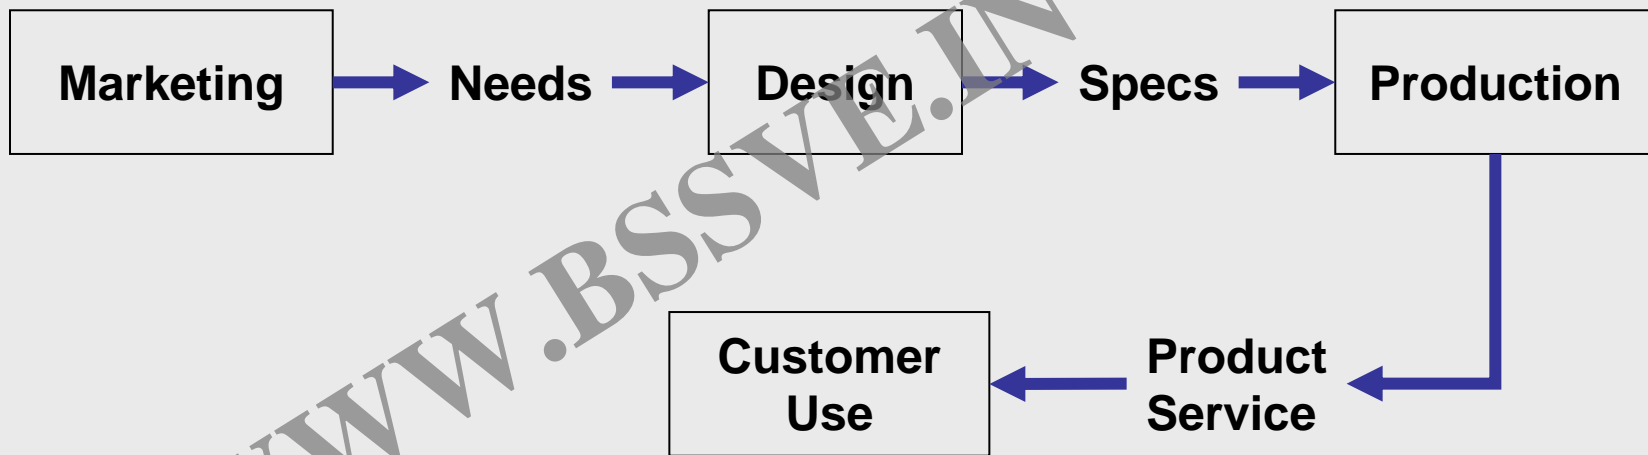 Marketing
Needs
Design
Specs
Production
Customer
Use
Product
Service
WWW.BSSVE.IN